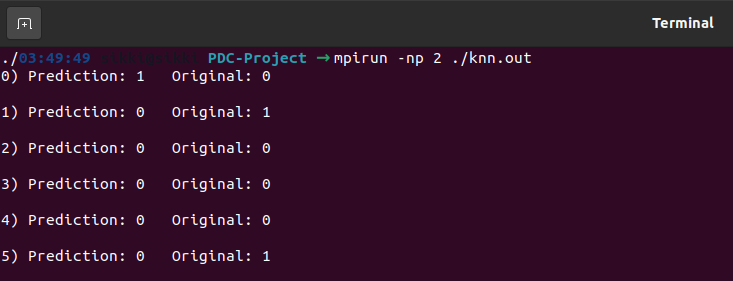 Terminal
./03:49:49 PDC-Project →mpirun -np 2 ./knn.out
0) Prediction: 1 Original: 0
1) Prediction: 0 Original: 1
2) Prediction: 0 Original: 0
3) Prediction: 0 Original: 0
4) Prediction: 0 Original: 0
5) Prediction: 0 Original: 1